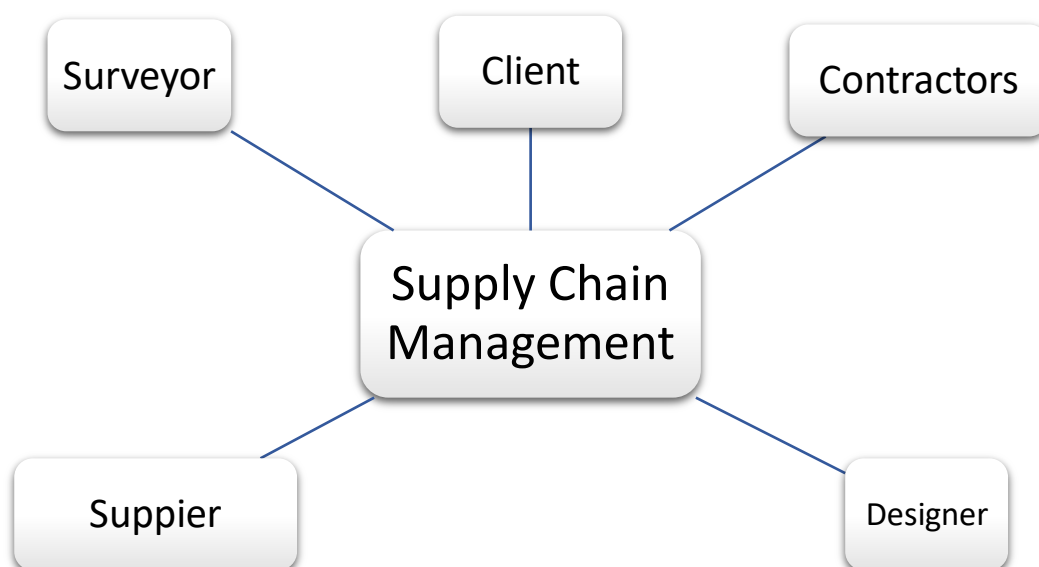 Surveyor
Client
Contractors
Supply Chain
Management
Suppier
Designer